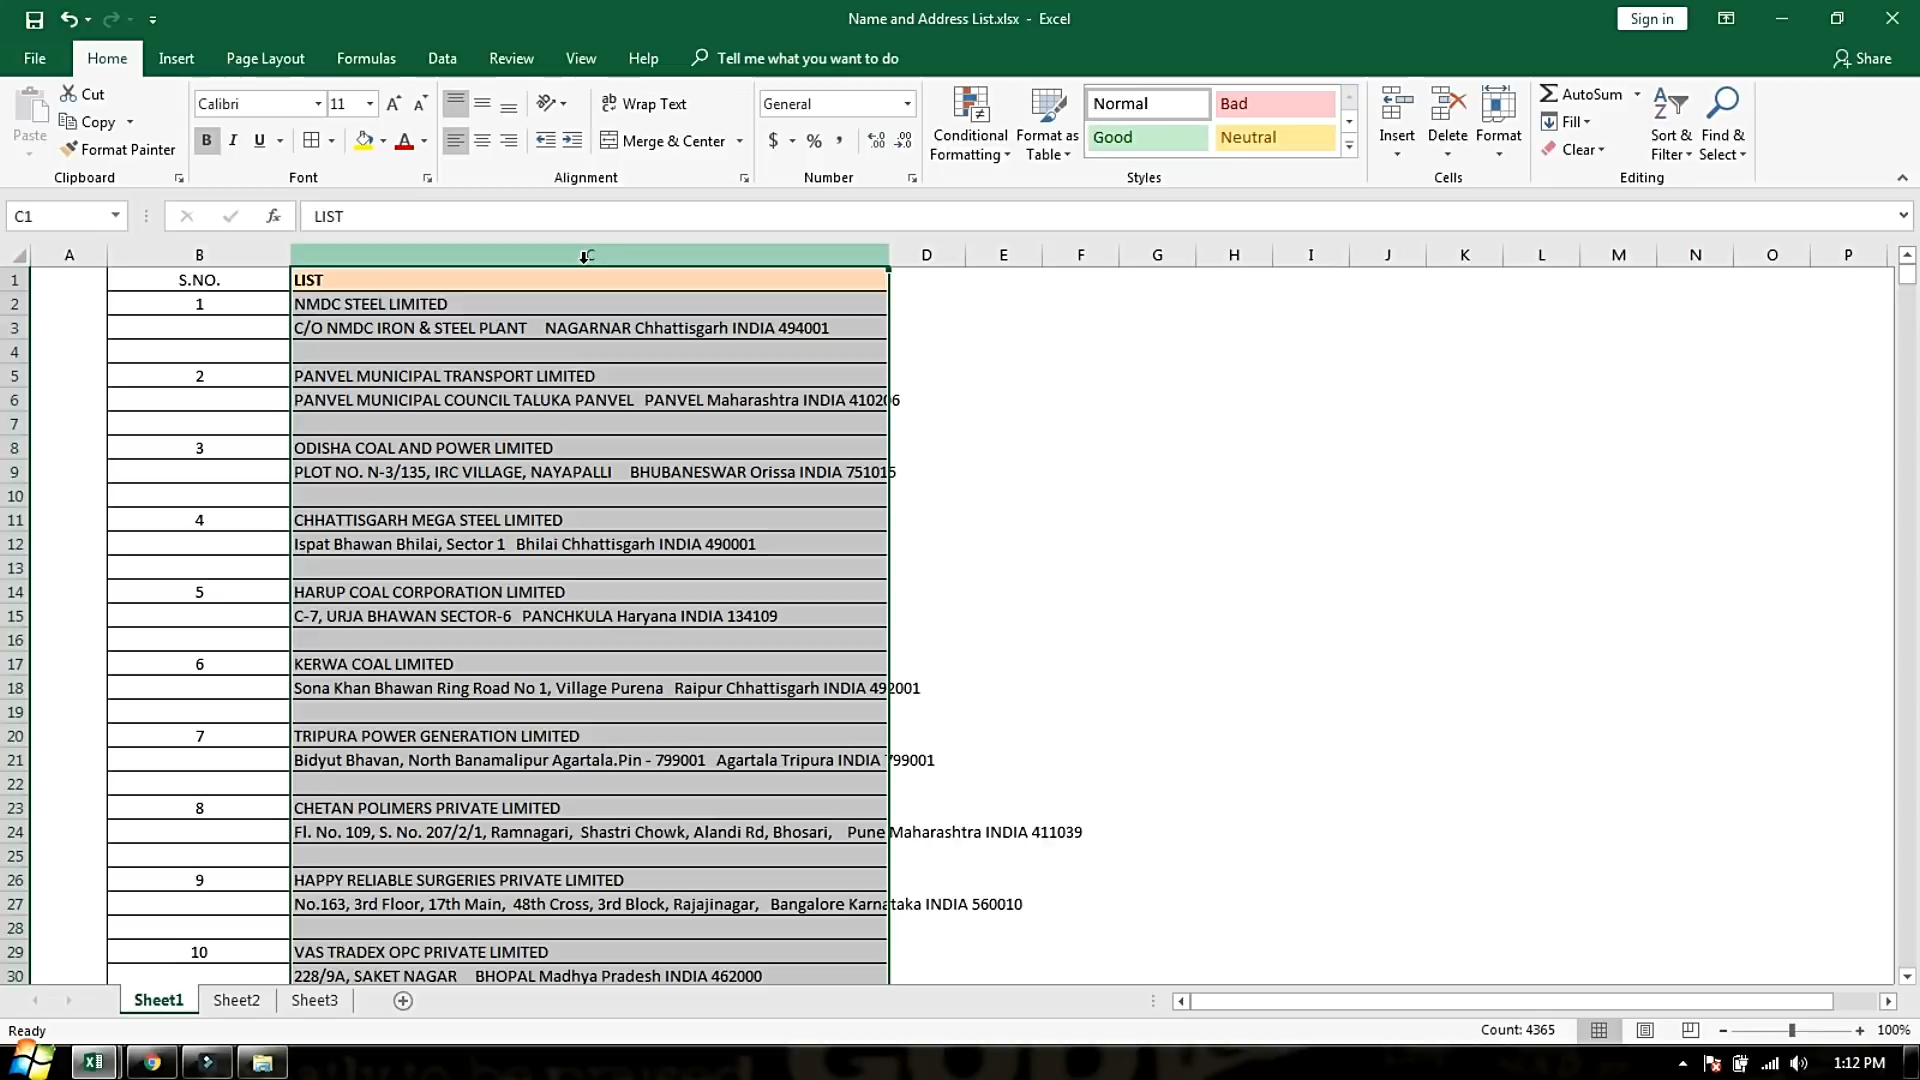 Name and Address List.xlsx - Excel
Sign in
File Home Insert Page Layout Formulas Data Review View Help Tell me what you want to do Share
Paste Cut Copy Format Painter Clipboard
Calibri 11 B I U Font
Wrap Text Merge & Center Alignment
General $ % , Number
Conditional Formatting Format as Table Normal Bad Good Neutral Styles
Insert Delete Format Cells
AutoSum Fill Clear Sort & Filter Find & Select Editing
C1 fx LIST
A B C D E F G H I J K L M N O P
1 S.NO. LIST
2 1 NMDC STEEL LIMITED
3 C/O NMDC IRON & STEEL PLANT NAGARNAR Chhattisgarh INDIA 494001
4
5 2 PANVEL MUNICIPAL TRANSPORT LIMITED
6 PANVEL MUNICIPAL COUNCIL TALUKA PANVEL PANVEL Maharashtra INDIA 410206
7
8 3 ODISHA COAL AND POWER LIMITED
9 PLOT NO. N-3/135, IRC VILLAGE, NAYAPALLI BHUBANESWAR Orissa INDIA 751015
10
11 4 CHHATTISGARH MEGA STEEL LIMITED
12 Ispat Bhawan Bhilai, Sector 1 Bhilai Chhattisgarh INDIA 490001
13
14 5 HARUP COAL CORPORATION LIMITED
15 C-7, URJA BHAWAN SECTOR-6 PANCHKULA Haryana INDIA 134109
16
17 6 KERWA COAL LIMITED
18 Sona Khan Bhawan Ring Road No 1, Village Purena Raipur Chhattisgarh INDIA 492001
19
20 7 TRIPURA POWER GENERATION LIMITED
21 Bidyut Bhavan, North Banamalipur Agartala.Pin - 799001 Agartala Tripura INDIA 799001
22
23 8 CHETAN POLIMERS PRIVATE LIMITED
24 Fl. No. 109, S. No. 207/2/1, Ramnagari, Shastri Chowk, Alandi Rd, Bhosari, Pune Maharashtra INDIA 411039
25
26 9 HAPPY RELIABLE SURGERIES PRIVATE LIMITED
27 No.163, 3rd Floor, 17th Main, 48th Cross, 3rd Block, Rajajinagar, Bangalore Karnataka INDIA 560010
28
29 10 VAS TRADEX OPC PRIVATE LIMITED
30 228/9A, SAKET NAGAR BHOPAL Madhya Pradesh INDIA 462000
Sheet1 Sheet2 Sheet3
Ready Count: 4365 100%
1:12 PM